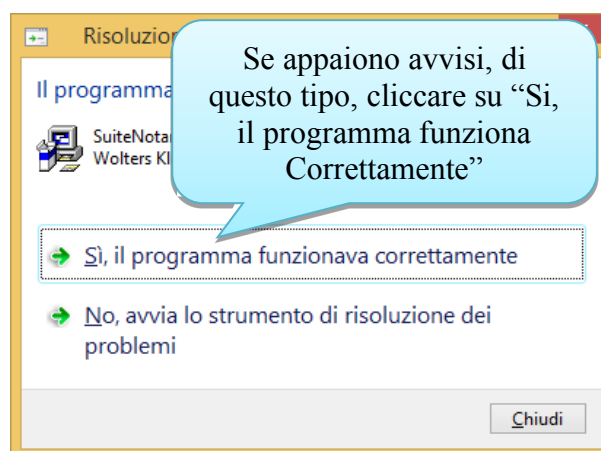 Risoluzion
Se appaiono avvisi, di
questo tipo, cliccare su “Si,
il programma funziona
Correttamente”
Il programma
SuiteNota
Wolters Kl
Sì, il programma funzionava correttamente
No, avvia lo strumento di risoluzione dei
problemi
Chiudi